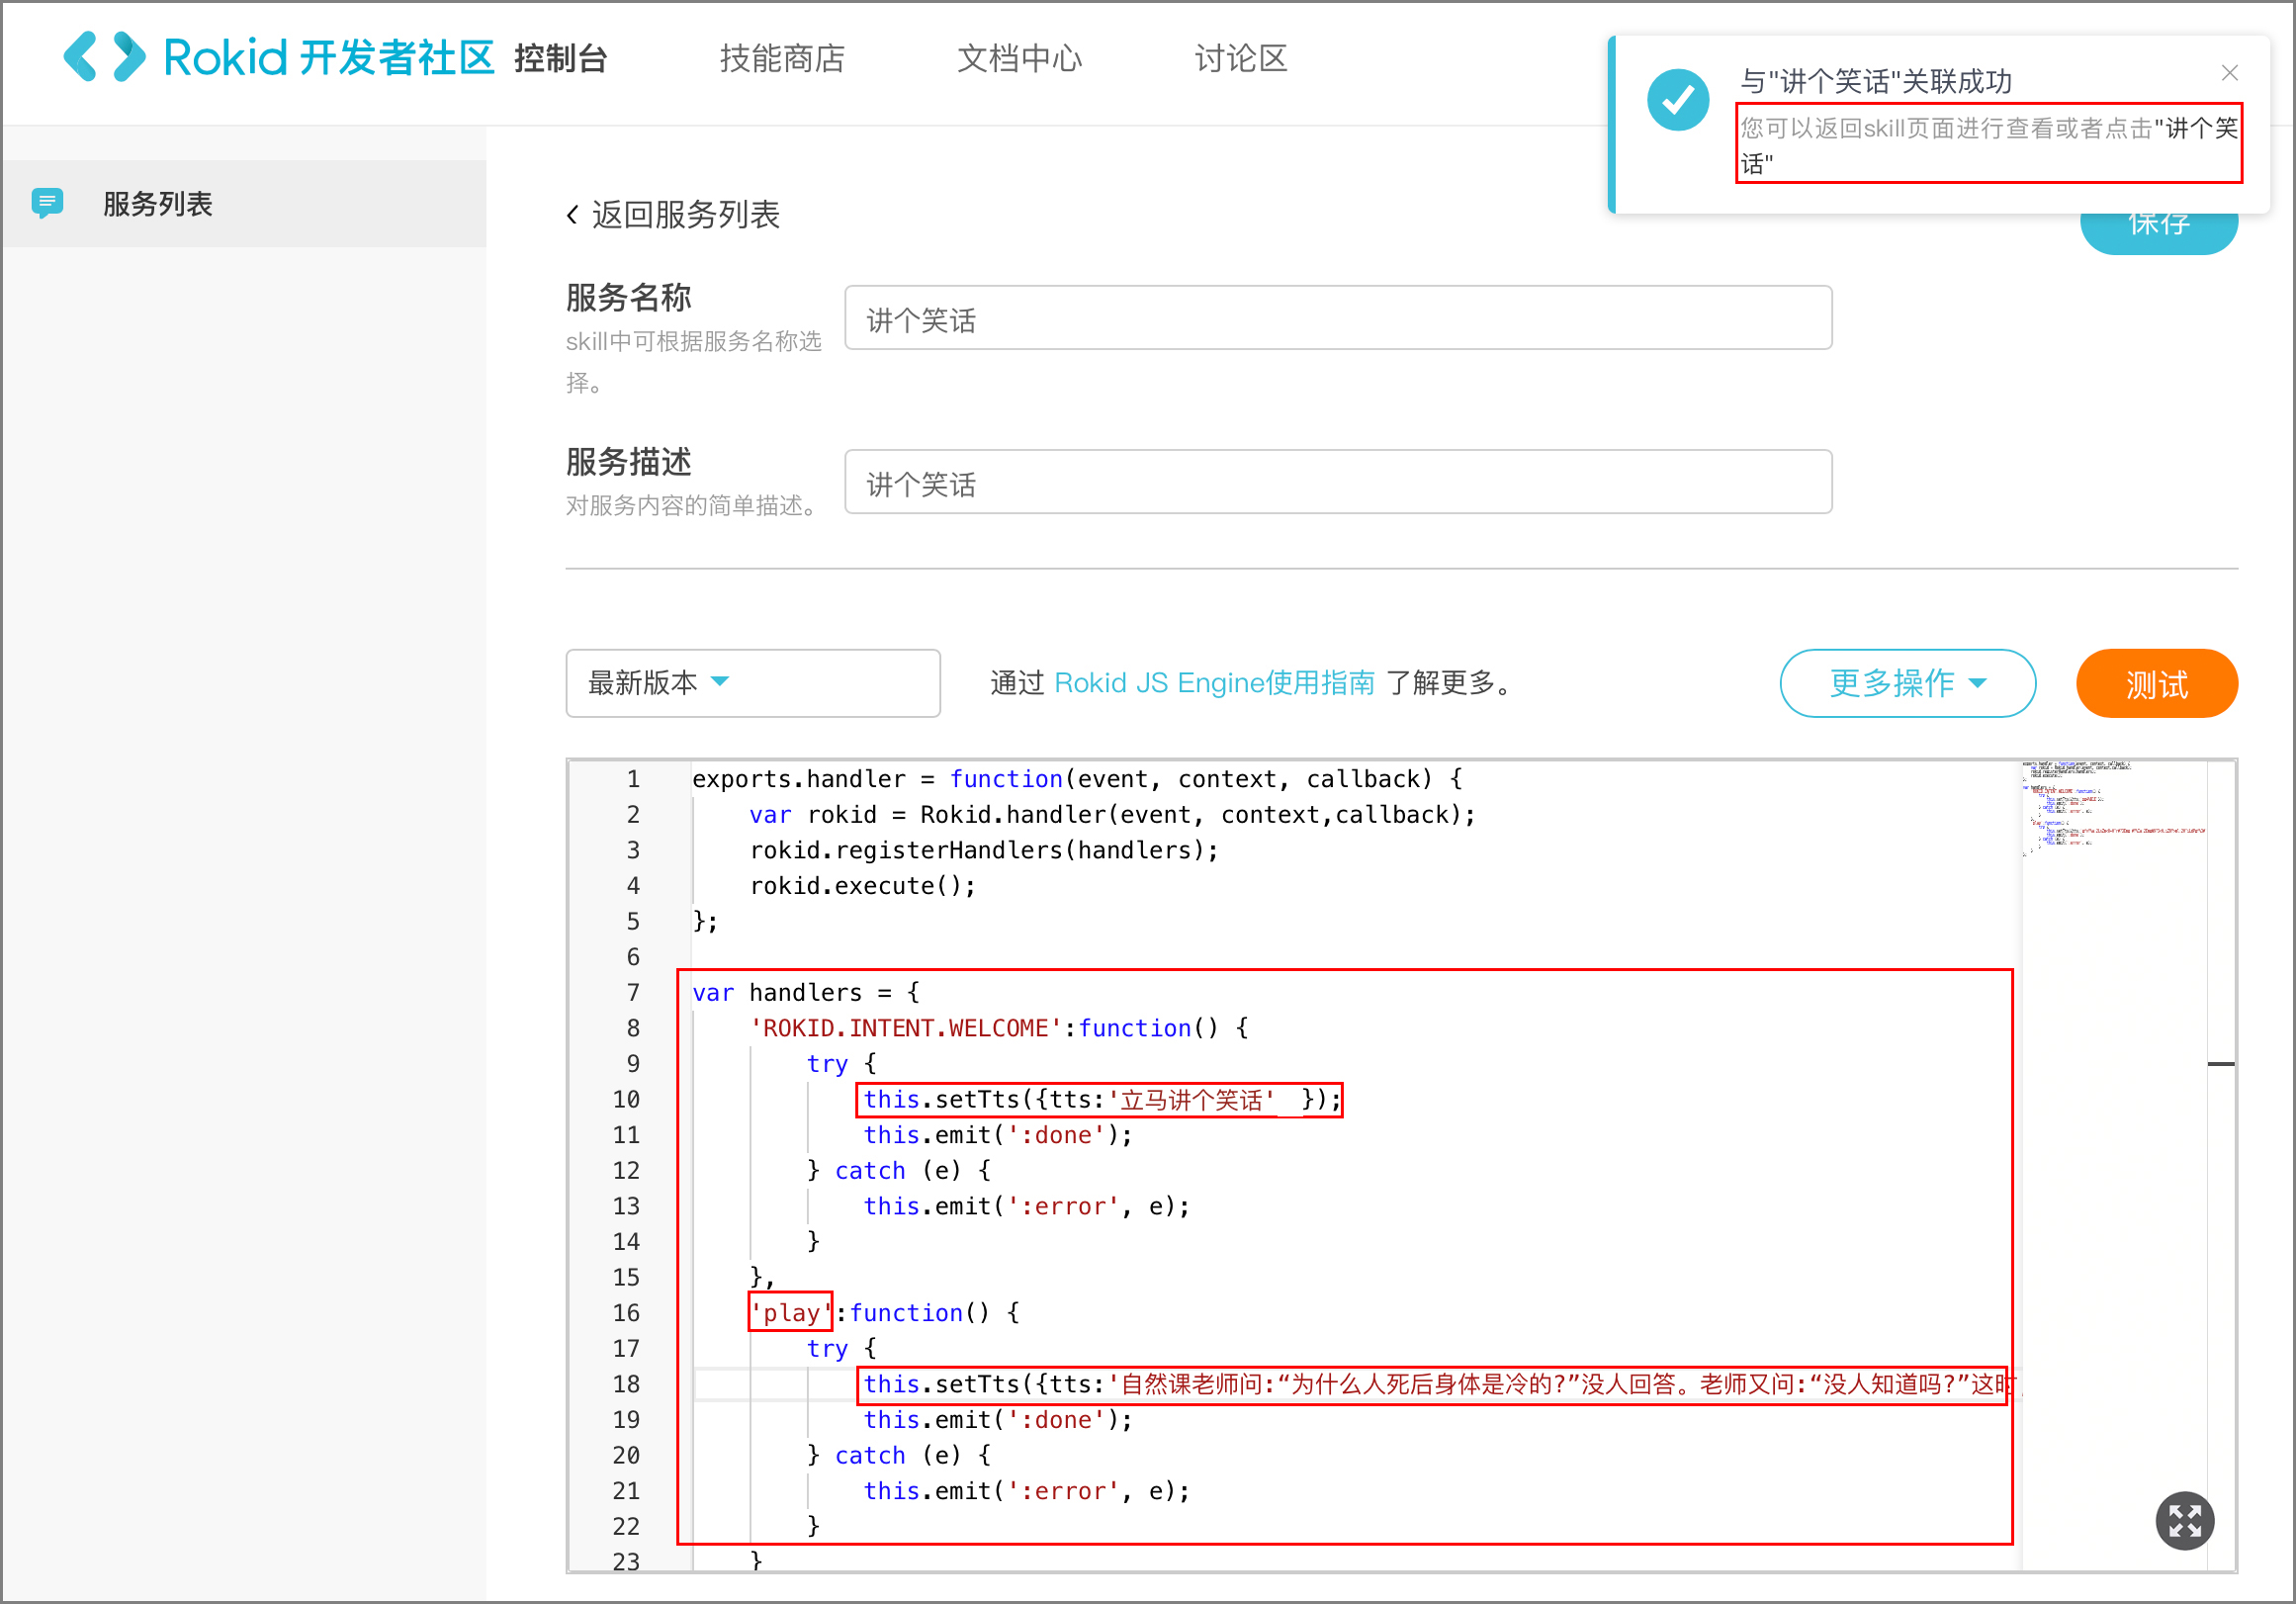 Rokid 开发者社区 控制台 技能商店 文档中心 讨论区
与"讲个笑话"关联成功
您可以返回skill页面进行查看或者点击"讲个笑
话"
服务列表
返回服务列表
保存
服务名称
讲个笑话
skill中可根据服务名称选
择。
服务描述
讲个笑话
对服务内容的简单描述。
最新版本
通过 Rokid JS Engine使用指南 了解更多。
更多操作
测试
1 exports.handler = function(event, context, callback) {
2     var rokid = Rokid.handler(event, context,callback);
3     rokid.registerHandlers(handlers);
4     rokid.execute();
5 };
6
7 var handlers = {
8     'ROKID.INTENT.WELCOME':function() {
9         try {
10             this.setTts({tts:'立马讲个笑话'  });
11             this.emit(':done');
12         } catch (e) {
13             this.emit(':error', e);
14         }
15     },
16     'play':function() {
17         try {
18             this.setTts({tts:'自然课老师问:“为什么人死后身体是冷的?”没人回答。老师又问:“没人知道吗?”这时
19             this.emit(':done');
20         } catch (e) {
21             this.emit(':error', e);
22         }
23     }